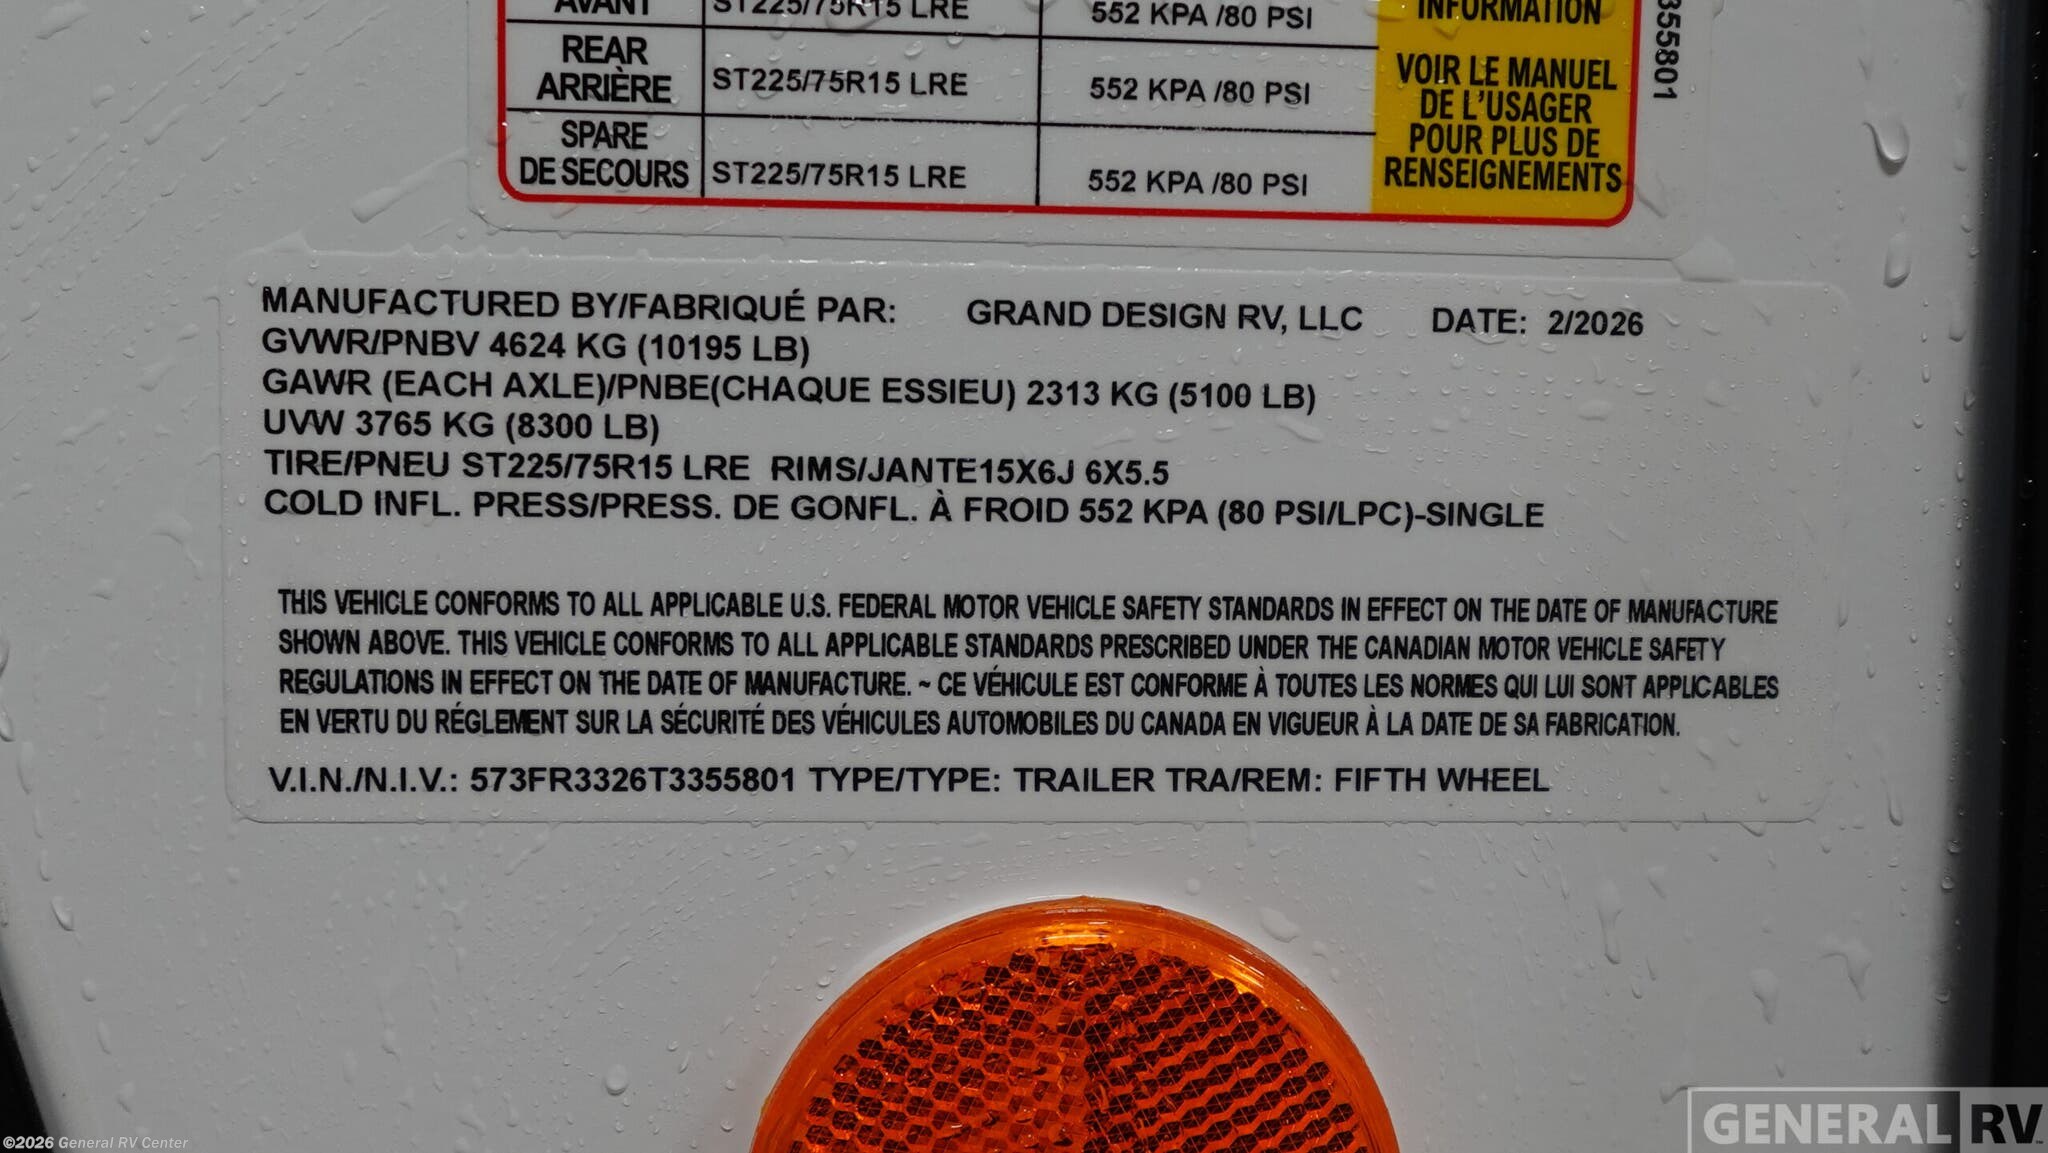 AVANT ST225/75R15 LRE 552 KPA /80 PSI
REAR
ARRIÈRE ST225/75R15 LRE 552 KPA /80 PSI
SPARE
DE SECOURS ST225/75R15 LRE 552 KPA /80 PSI
INFORMATION
VOIR LE MANUEL
DE L'USAGER
POUR PLUS DE
RENSEIGNEMENTS
355801
MANUFACTURED BY/FABRIQUÉ PAR: GRAND DESIGN RV, LLC DATE: 2/2026
GVWR/PNBV 4624 KG (10195 LB)
GAWR (EACH AXLE)/PNBE(CHAQUE ESSIEU) 2313 KG (5100 LB)
UVW 3765 KG (8300 LB)
TIRE/PNEU ST225/75R15 LRE RIMS/JANTE15X6J 6X5.5
COLD INFL. PRESS/PRESS. DE GONFL. À FROID 552 KPA (80 PSI/LPC)-SINGLE
THIS VEHICLE CONFORMS TO ALL APPLICABLE U.S. FEDERAL MOTOR VEHICLE SAFETY STANDARDS IN EFFECT ON THE DATE OF MANUFACTURE
SHOWN ABOVE. THIS VEHICLE CONFORMS TO ALL APPLICABLE STANDARDS PRESCRIBED UNDER THE CANADIAN MOTOR VEHICLE SAFETY
REGULATIONS IN EFFECT ON THE DATE OF MANUFACTURE. ~ CE VÉHICULE EST CONFORME À TOUTES LES NORMES QUI LUI SONT APPLICABLES
EN VERTU DU RÉGLEMENT SUR LA SÉCURITÉ DES VÉHICULES AUTOMOBILES DU CANADA EN VIGUEUR À LA DATE DE SA FABRICATION.
V.I.N./N.I.V.: 573FR3326T3355801 TYPE/TYPE: TRAILER TRA/REM: FIFTH WHEEL
©2026 General RV Center
GENERAL RV